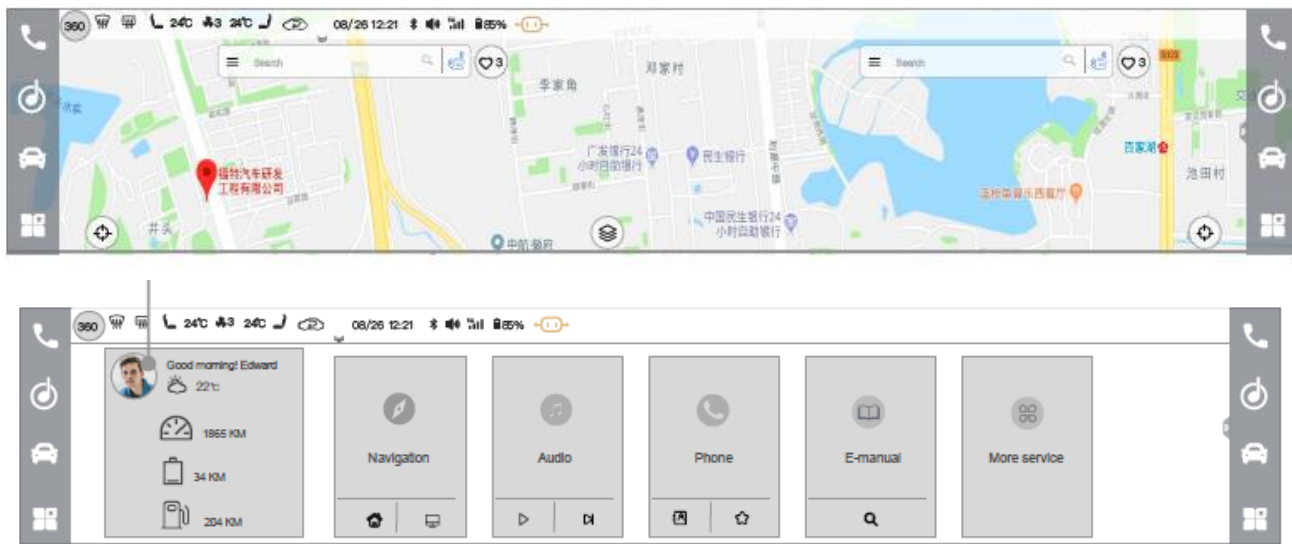 360 24℃ 3 24℃ 08/26 12:21 85%
Search 3
Search 3
S123
李家角
邓家村
广发银行24
小时自助银行
民生银行
百家湖
池田村
福特汽车研发
工程有限公司
中国民生银行24
小时自助银行
井头
360 24℃ 3 24℃ 08/26 12:21 85%
Good morning! Edward
22℃
1865 KM
34 KM
204 KM
Navigation
Audio
Phone
E-manual
More service